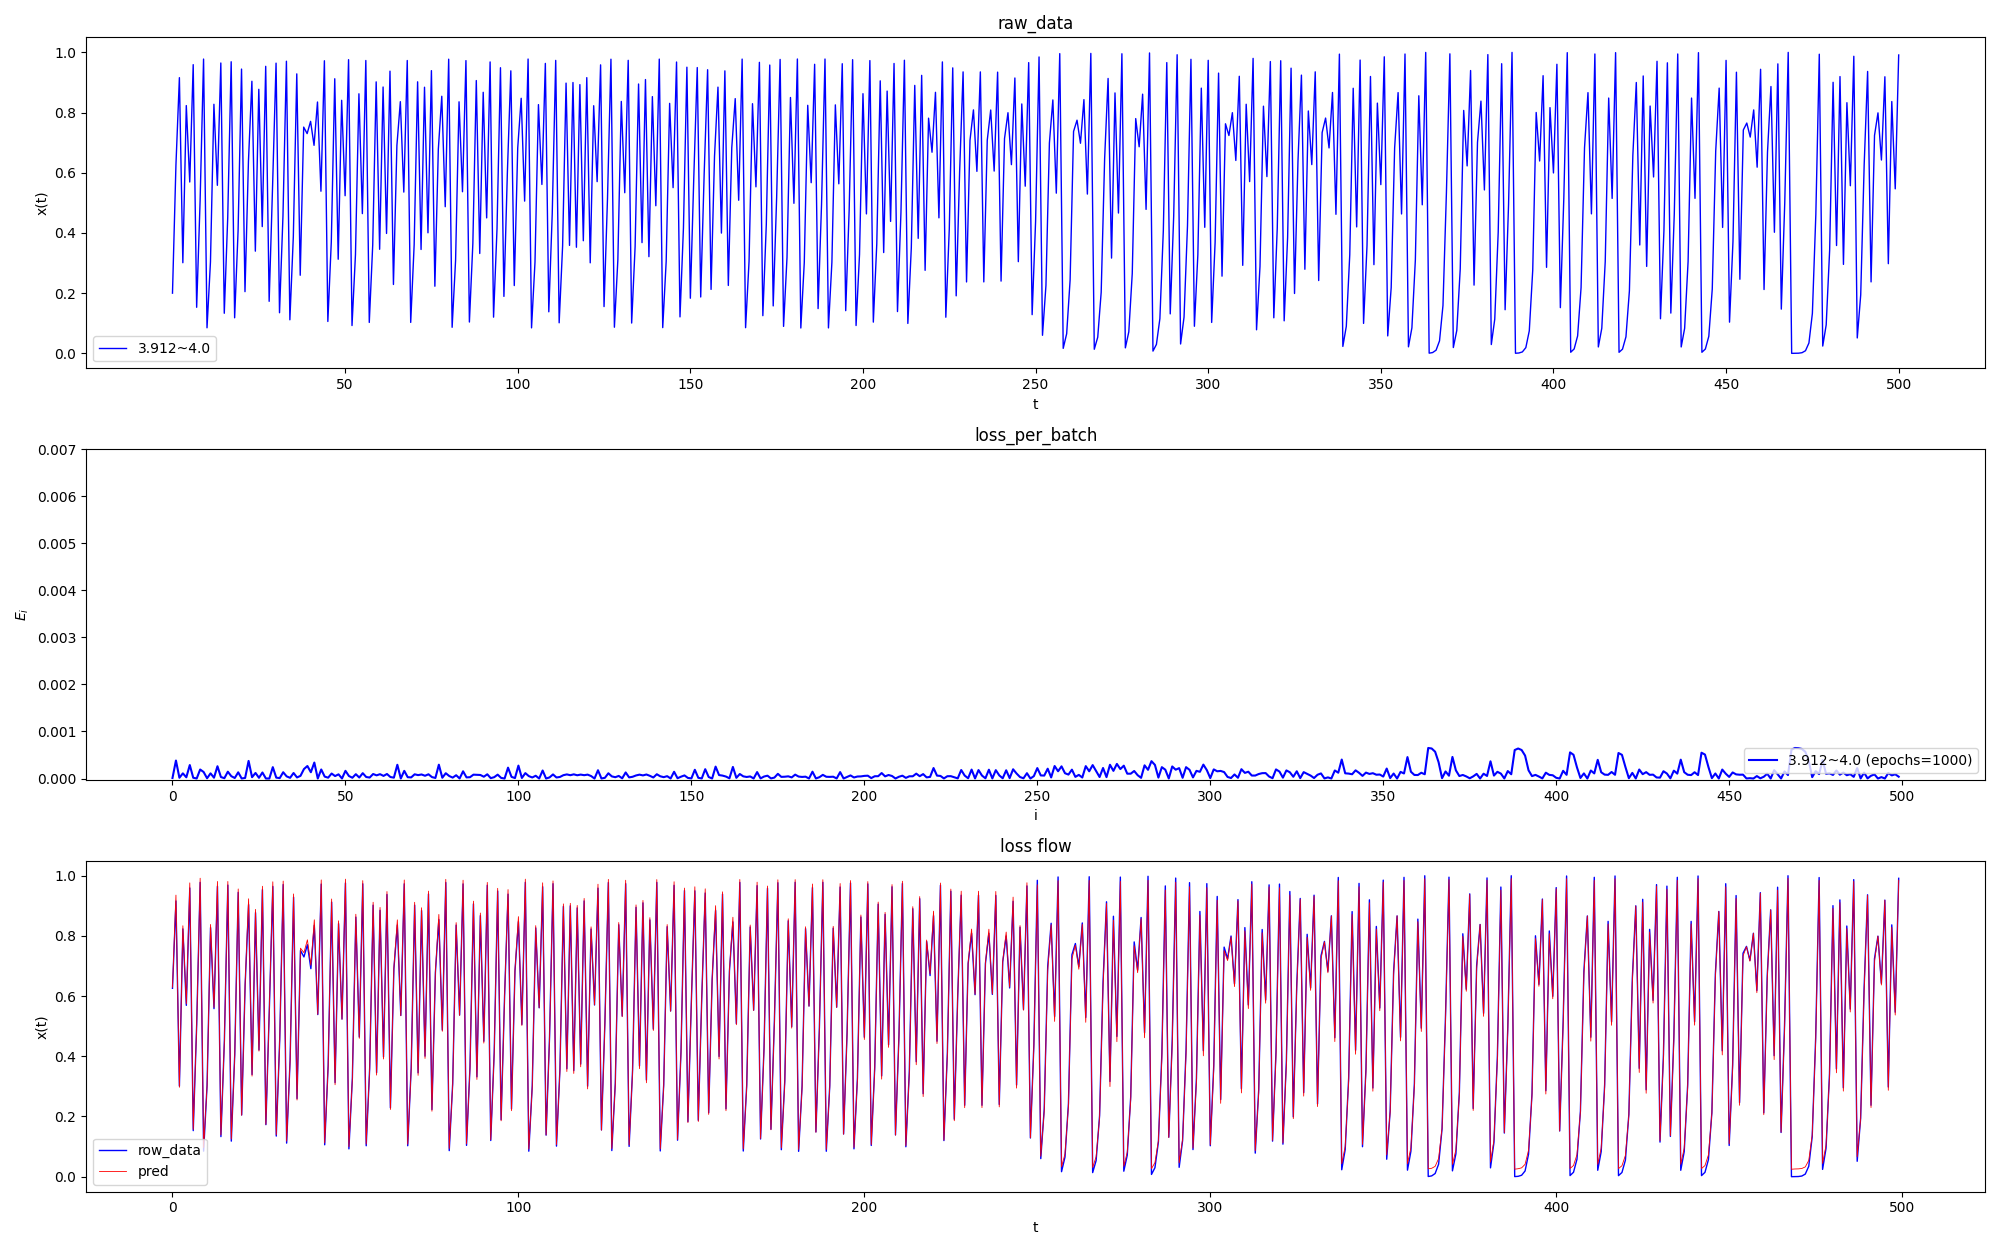 raw_data
1.0
0.8
0.6
0.4
0.2
0.0
x(t)
3.912~4.0
50 100 150 200 250 300 350 400 450 500
t
loss_per_batch
0.007
0.006
0.005
0.004
0.003
0.002
0.001
0.000
E_i
3.912~4.0 (epochs=1000)
0 50 100 150 200 250 300 350 400 450 500
i
loss flow
1.0
0.8
0.6
0.4
0.2
0.0
x(t)
row_data
pred
0 100 200 300 400 500
t